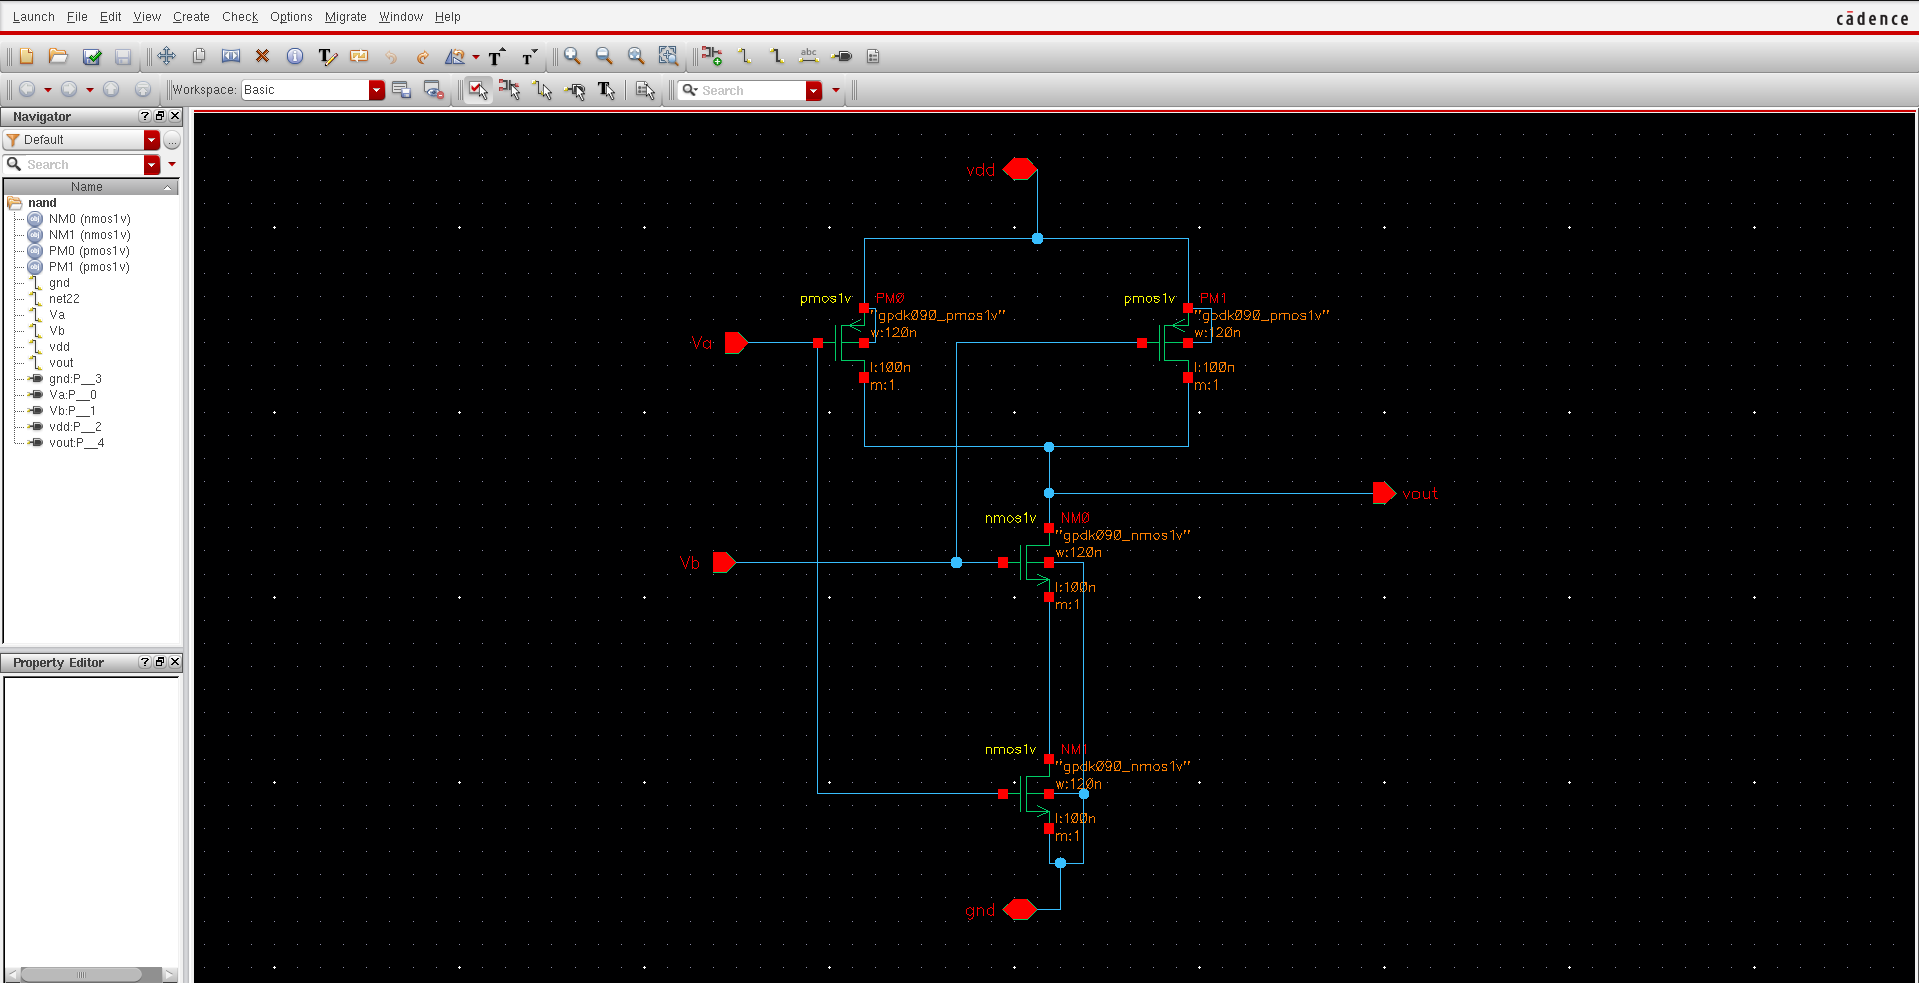 Launch File Edit View Create Check Options Migrate Window Help
cādence
abc
Workspace: Basic
Search
Navigator
Default
Search
Name
nand
NM0 (nmos1v)
NM1 (nmos1v)
PM0 (pmos1v)
PM1 (pmos1v)
gnd
net22
Va
Vb
vdd
vout
gnd:P__3
Va:P__0
Vb:P__1
vdd:P__2
vout:P__4
Property Editor
vdd
pmos1v PM0
"gpdk090_pmos1v"
w:120n
l:100n
m:1
pmos1v PM1
"gpdk090_pmos1v"
w:120n
l:100n
m:1
Va
vout
nmos1v NM0
"gpdk090_nmos1v"
w:120n
l:100n
m:1
Vb
nmos1v NM1
"gpdk090_nmos1v"
w:120n
l:100n
m:1
gnd